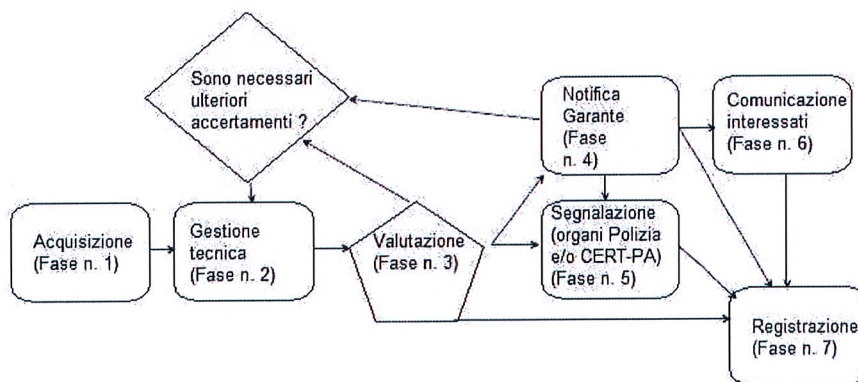 Sono necessari
ulteriori
accertamenti ?
Notifica
Garante
(Fase
n. 4)
Comunicazione
interessati
(Fase n. 6)
Acquisizione
(Fase n. 1)
Gestione
tecnica
(Fase n. 2)
Valutazione
(Fase n. 3)
Segnalazione
(organi Polizia
e/o CERT-PA)
(Fase n. 5)
Registrazione
(Fase n. 7)